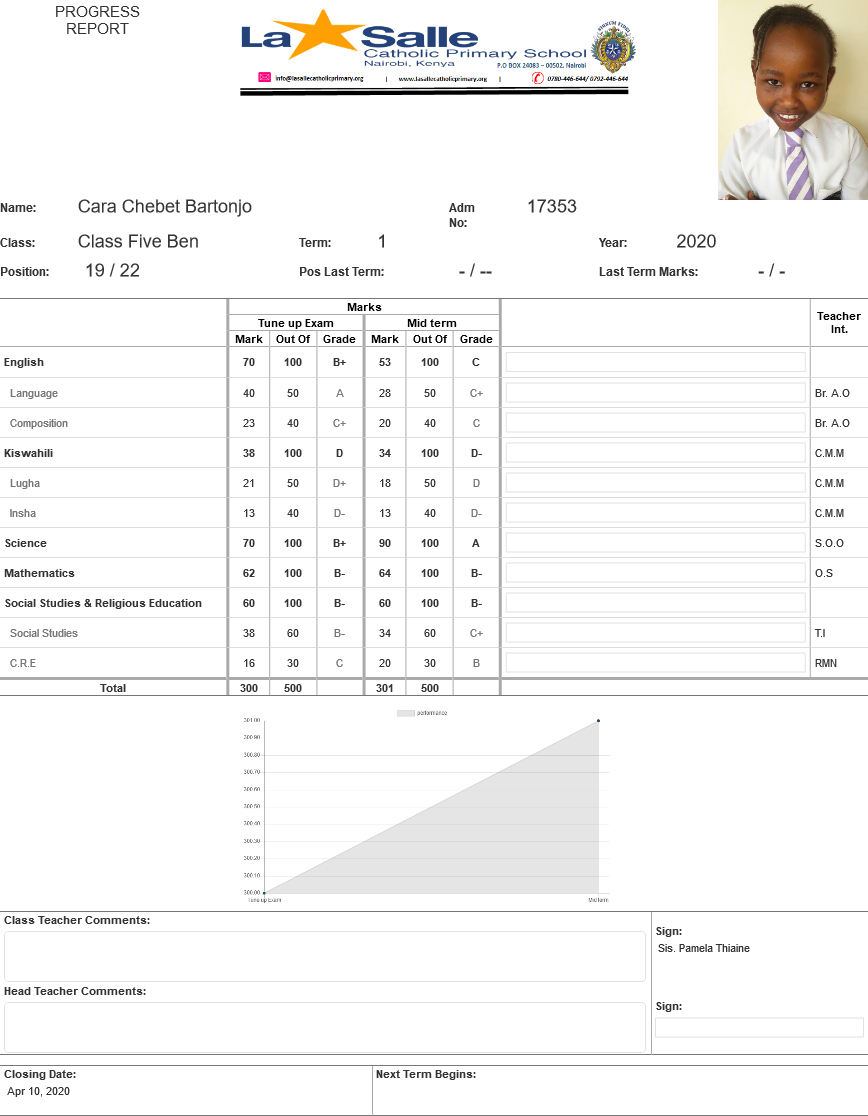 PROGRESS
REPORT
La Salle
Catholic Primary School
Nairobi, Kenya
P.O BOX 24083 – 00502, Nairobi
info@lasallecatholicprimary.org | www.lasallecatholicprimary.org | 0780-446-644/ 0792-446-644
Name: Cara Chebet Bartonjo Adm No: 17353
Class: Class Five Ben Term: 1 Year: 2020
Position: 19 / 22 Pos Last Term: - / -- Last Term Marks: - / -
Marks
Tune up Exam Mid term Teacher Int.
Mark Out Of Grade Mark Out Of Grade
English 70 100 B+ 53 100 C
Language 40 50 A 28 50 C+ Br. A.O
Composition 23 40 C+ 20 40 C Br. A.O
Kiswahili 38 100 D 34 100 D- C.M.M
Lugha 21 50 D+ 18 50 D C.M.M
Insha 13 40 D- 13 40 D- C.M.M
Science 70 100 B+ 90 100 A S.O.O
Mathematics 62 100 B- 64 100 B- O.S
Social Studies & Religious Education 60 100 B- 60 100 B-
Social Studies 38 60 B- 34 60 C+ T.I
C.R.E 16 30 C 20 30 B RMN
Total 300 500 301 500
performance
301.00
300.90
300.80
300.70
300.60
300.50
300.40
300.30
300.20
300.10
300.00
Tune up Exam Mid term
Class Teacher Comments:
Sign:
Sis. Pamela Thiaine
Head Teacher Comments:
Sign:
Closing Date: Next Term Begins:
Apr 10, 2020